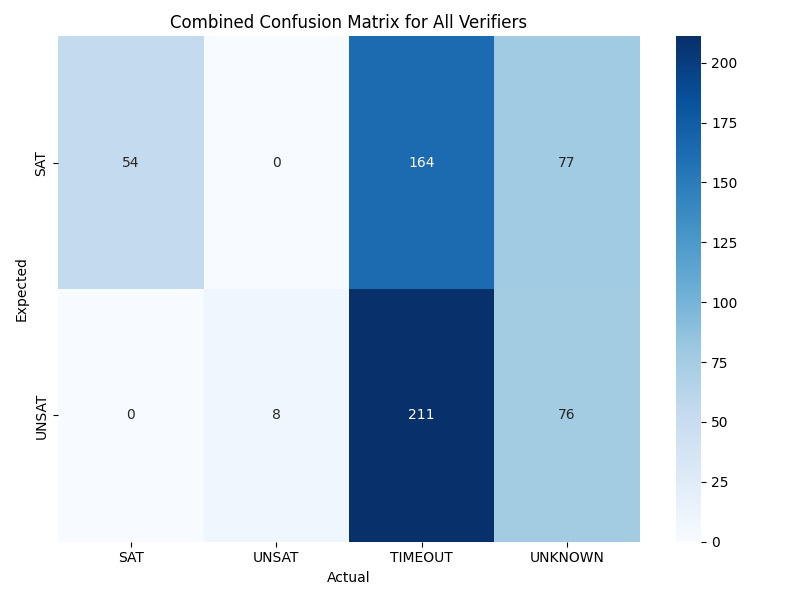 Combined Confusion Matrix for All Verifiers
Expected
SAT
54 0 164 77
UNSAT
0 8 211 76
SAT UNSAT TIMEOUT UNKNOWN
Actual
200
175
150
125
100
75
50
25
0